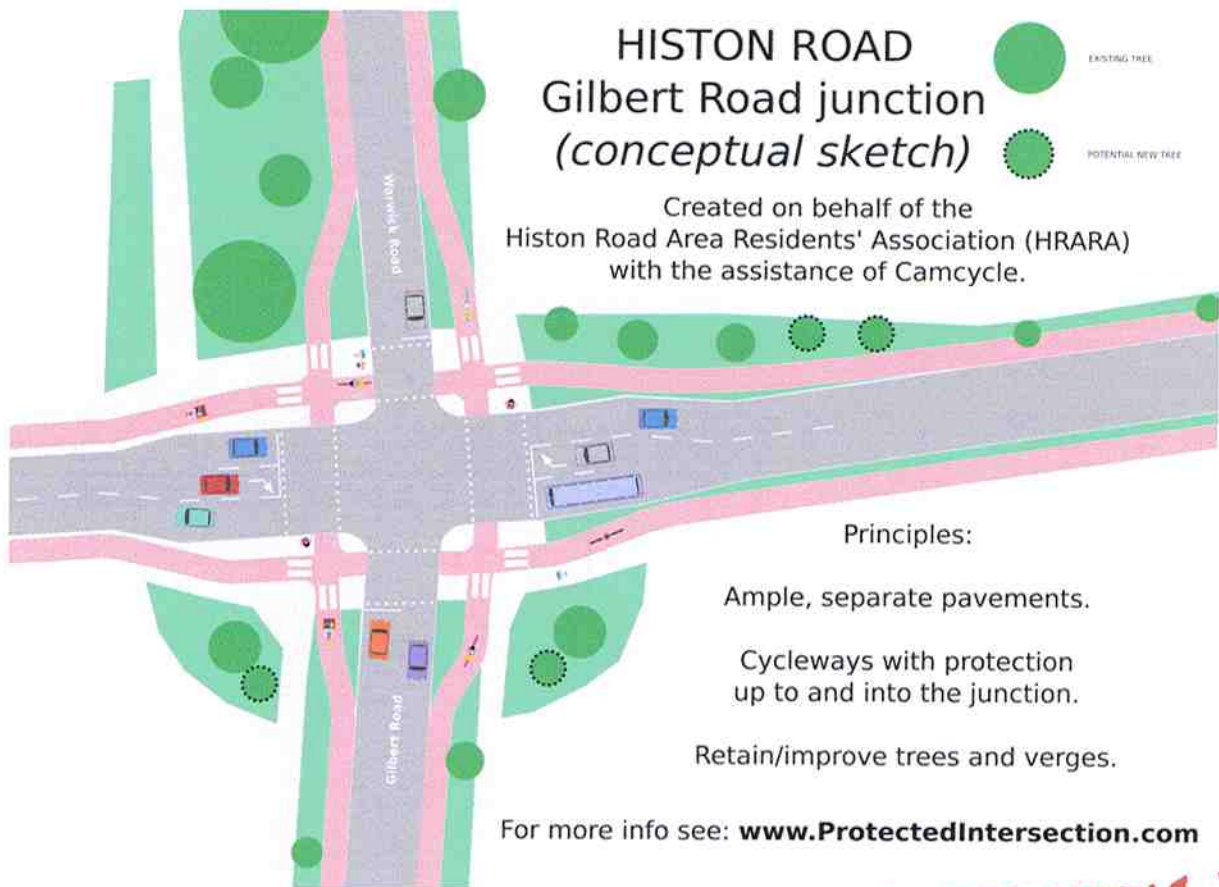 HISTON ROAD
Gilbert Road junction
(conceptual sketch)
EXISTING TREE
POTENTIAL NEW TREE
Created on behalf of the
Histon Road Area Residents' Association (HRARA)
with the assistance of Camcycle.
Warwick Road
Gilbert Road
Principles:
Ample, separate pavements.
Cycleways with protection
up to and into the junction.
Retain/improve trees and verges.
For more info see: www.ProtectedIntersection.com